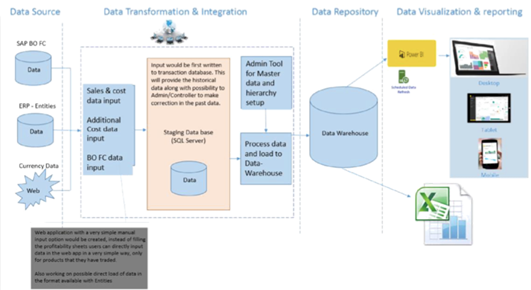 Data Source
Data Transformation & Integration
Data Repository
Data Visualization & reporting
SAP BO FC
Data
ERP - Entities
Data
Currency Data
Web
Sales & cost
data input
Additional
Cost data
input
BO FC data
input
Input would be first written
to transaction database. This
will provide the historical
data along with possibility to
Admin/Controller to make
correction in the past data.
Staging Data base
(SQL Server)
Data
Admin Tool
for Master
data and
hierarchy
setup
Process data
and load to
Data-
Warehouse
Data Warehouse
Power BI
Scheduled Data
Refresh
Desktop
Tablet
Mobile
Web application with a very simple manual
input option would be created, instead of filling
the profitability sheets users can directly input
data in the web app in a very simple way, only
for products that they have traded.
Also working on possible direct load of data in
the format available with Entities